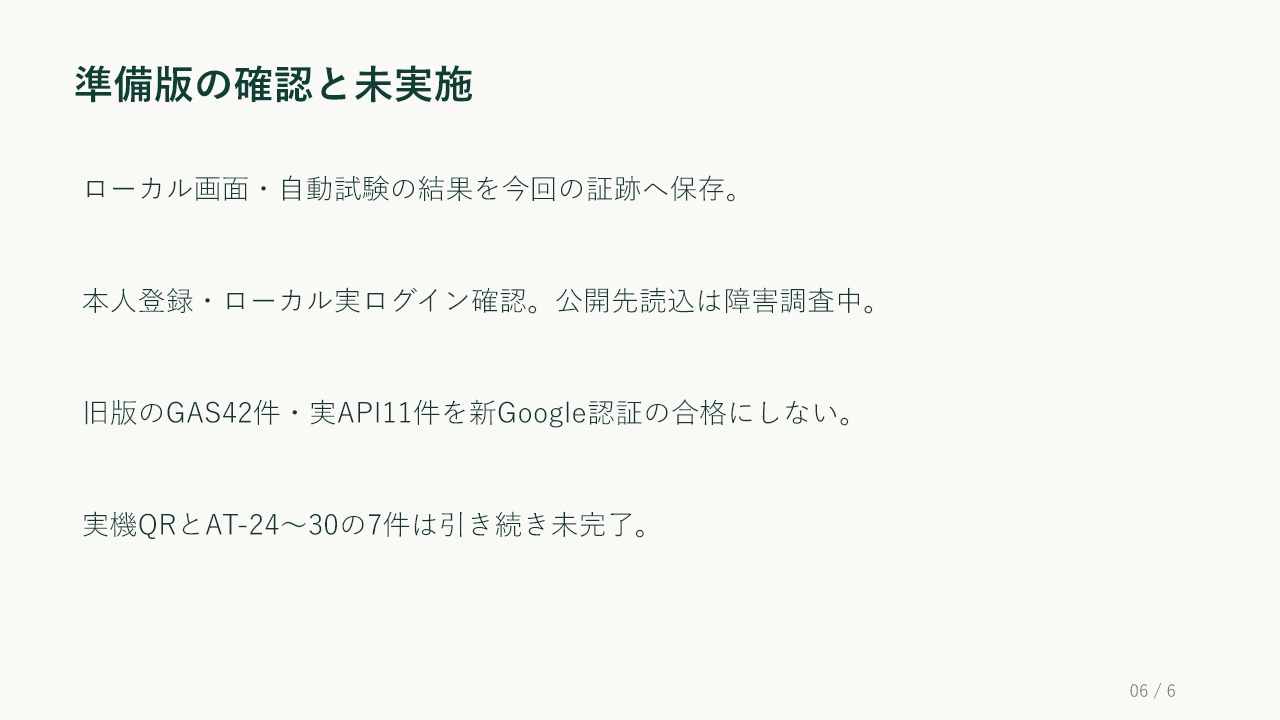 準備版の確認と未実施
ローカル画面・自動試験の結果を今回の証跡へ保存。
本人登録・ローカル実ログイン確認。公開先読込は障害調査中。
旧版のGAS42件・実API11件を新Google認証の合格にしない。
実機QRとAT-24〜30の7件は引き続き未完了。
06 / 6